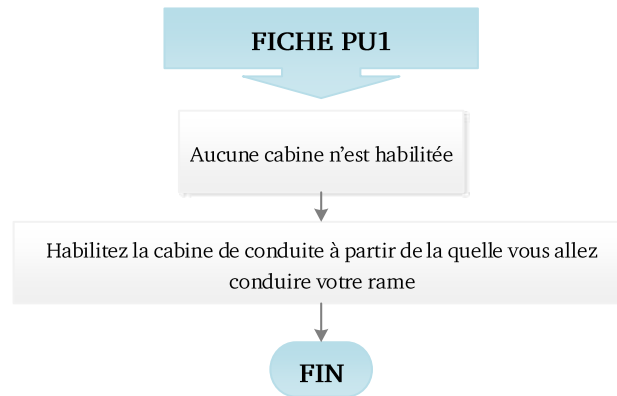 FICHE PU1
Aucune cabine n’est habilitée
Habilitez la cabine de conduite à partir de la quelle vous allez
conduire votre rame
FIN